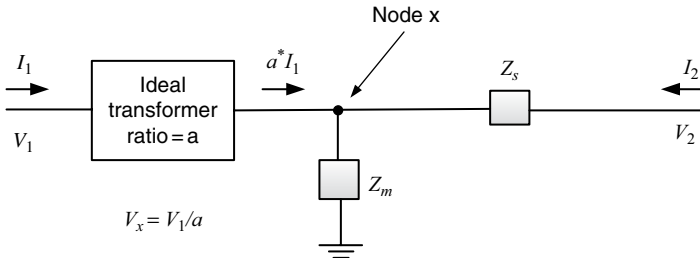 Node x
I₁
a*I₁
Zₛ
I₂
Ideal
transformer
ratio = a
V₁
V₂
Zₘ
Vₓ = V₁/a